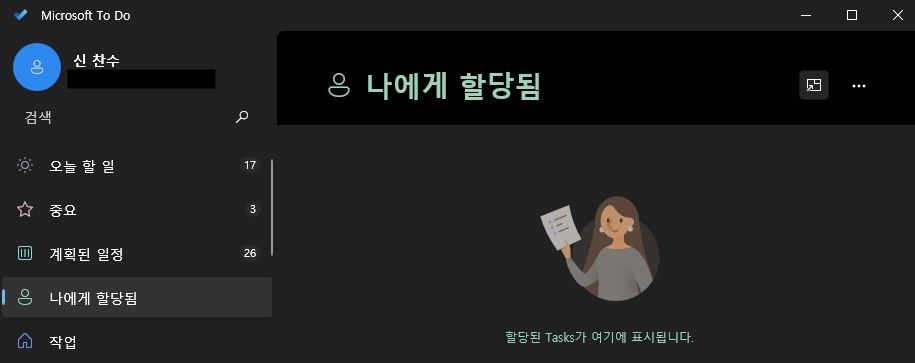 Microsoft To Do
신 찬수
검색
오늘 할 일 17
중요 3
계획된 일정 26
나에게 할당됨
작업
나에게 할당됨
할당된 Tasks가 여기에 표시됩니다.